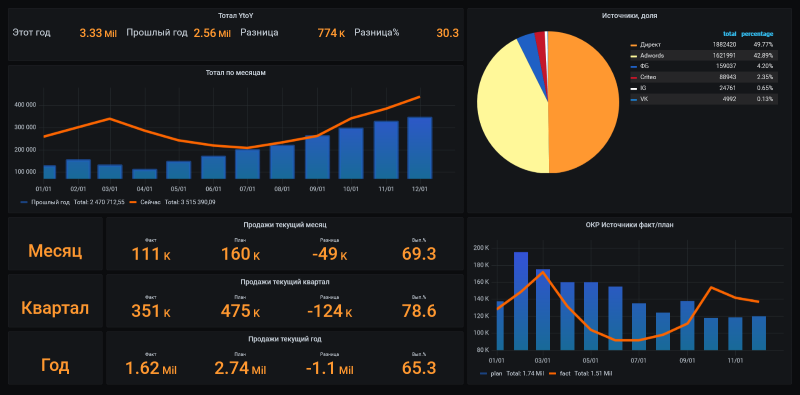 Тотал YtoY
Этот год 3.33 Mil Прошлый год 2.56 Mil Разница 774 K Разница% 30.3
Тотал по месяцам
400 000
300 000
200 000
100 000
01/01 02/01 03/01 04/01 05/01 06/01 07/01 08/01 09/01 10/01 11/01 12/01
Прошлый год Total: 2 470 712,55 Сейчас Total: 3 515 390,09
Источники, доля
total percentage
Директ 1882420 49.77%
Adwords 1621991 42.89%
ФБ 159037 4.20%
Criteo 88943 2.35%
IG 24761 0.65%
VK 4992 0.13%
Месяц
Продажи текущий месяц
Факт План Разница Вып.%
111 K 160 K -49 K 69.3
Квартал
Продажи текущий квартал
Факт План Разница Вып.%
351 K 475 K -124 K 78.6
Год
Продажи текущий год
Факт План Разница Вып.%
1.62 Mil 2.74 Mil -1.1 Mil 65.3
ОКР Источники факт/план
200 K
180 K
160 K
140 K
120 K
100 K
80 K
01/01 03/01 05/01 07/01 09/01 11/01
plan Total: 1.74 Mil fact Total: 1.51 Mil